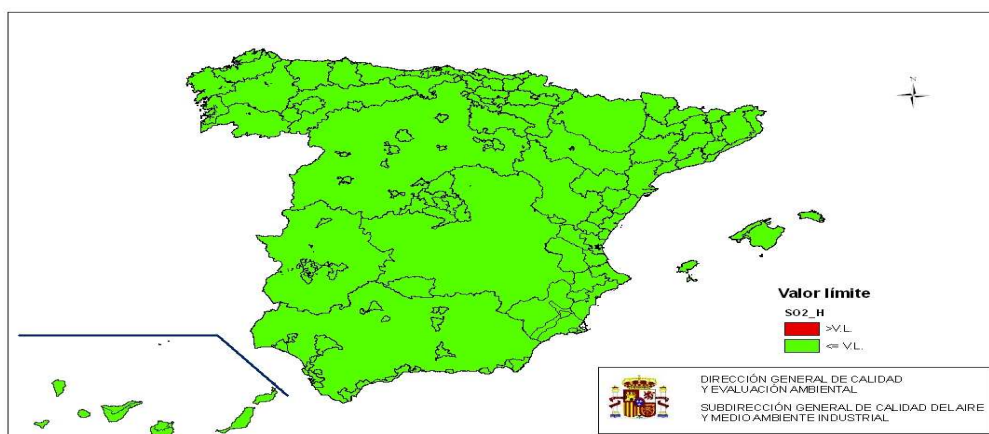 N
Valor límite
SO2_H
>V.L.
<= V.L.
DIRECCIÓN GENERAL DE CALIDAD
Y EVALUACIÓN AMBIENTAL
SUBDIRECCIÓN GENERAL DE CALIDAD DEL AIRE
Y MEDIO AMBIENTE INDUSTRIAL